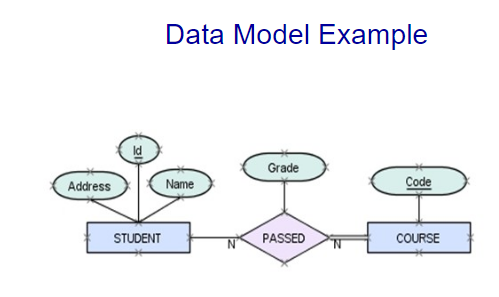 Data Model Example
Id
Address
Name
Grade
Code
STUDENT
N
PASSED
N
COURSE